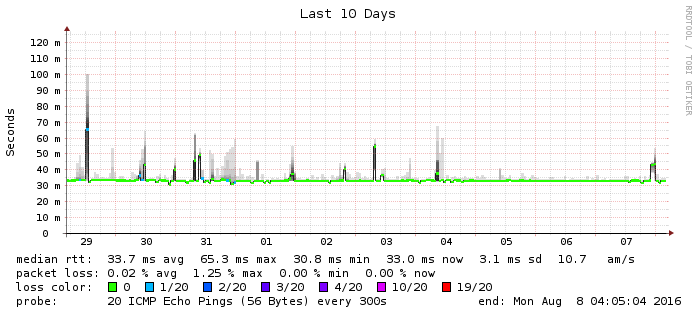 Last 10 Days
RRDTOOL / TOBI OETIKER
Seconds
120 m
110 m
100 m
90 m
80 m
70 m
60 m
50 m
40 m
30 m
20 m
10 m
0
29 30 31 01 02 03 04 05 06 07
median rtt: 33.7 ms avg 65.3 ms max 30.8 ms min 33.0 ms now 3.1 ms sd 10.7 am/s
packet loss: 0.02 % avg 1.25 % max 0.00 % min 0.00 % now
loss color: 0 1/20 2/20 3/20 4/20 10/20 19/20
probe: 20 ICMP Echo Pings (56 Bytes) every 300s end: Mon Aug 8 04:05:04 2016